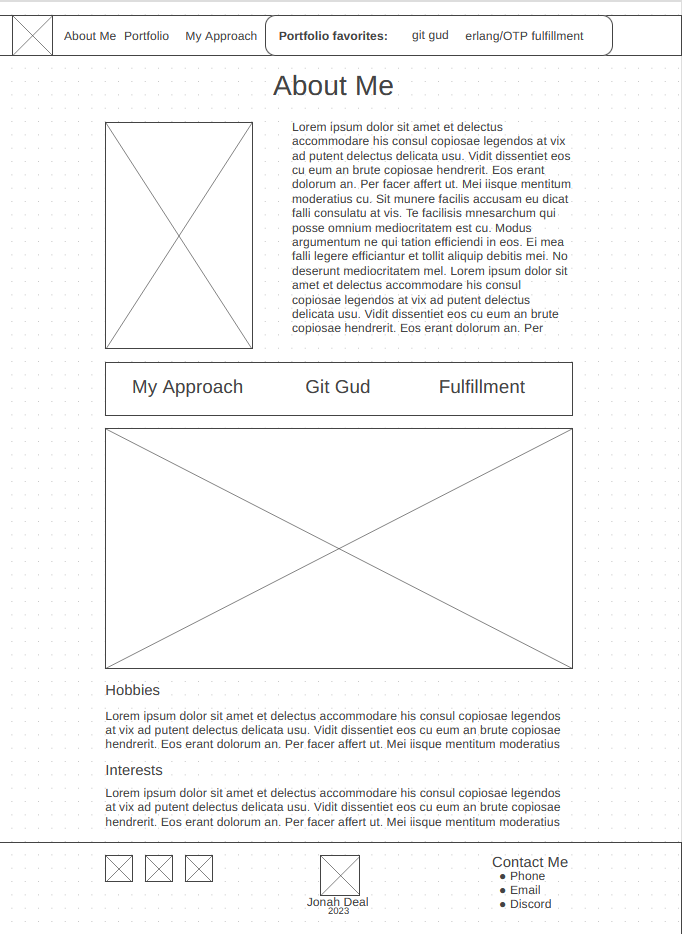 About Me Portfolio My Approach Portfolio favorites: git gud erlang/OTP fulfillment
About Me
Lorem ipsum dolor sit amet et delectus
accommodare his consul copiosae legendos at vix
ad putent delectus delicata usu. Vidit dissentiet eos
cu eum an brute copiosae hendrerit. Eos erant
dolorum an. Per facer affert ut. Mei iisque mentitum
moderatius cu. Sit munere facilis accusam eu dicat
falli consulatu at vis. Te facilisis mnesarchum qui
posse omnium mediocritatem est cu. Modus
argumentum ne qui tation efficiendi in eos. Ei mea
falli legere efficiantur et tollit aliquip debitis mei. No
deserunt mediocritatem mel. Lorem ipsum dolor sit
amet et delectus accommodare his consul
copiosae legendos at vix ad putent delectus
delicata usu. Vidit dissentiet eos cu eum an brute
copiosae hendrerit. Eos erant dolorum an. Per
My Approach Git Gud Fulfillment
Hobbies
Lorem ipsum dolor sit amet et delectus accommodare his consul copiosae legendos
at vix ad putent delectus delicata usu. Vidit dissentiet eos cu eum an brute copiosae
hendrerit. Eos erant dolorum an. Per facer affert ut. Mei iisque mentitum moderatius
Interests
Lorem ipsum dolor sit amet et delectus accommodare his consul copiosae legendos
at vix ad putent delectus delicata usu. Vidit dissentiet eos cu eum an brute copiosae
hendrerit. Eos erant dolorum an. Per facer affert ut. Mei iisque mentitum moderatius
Jonah Deal
2023
Contact Me
● Phone
● Email
● Discord